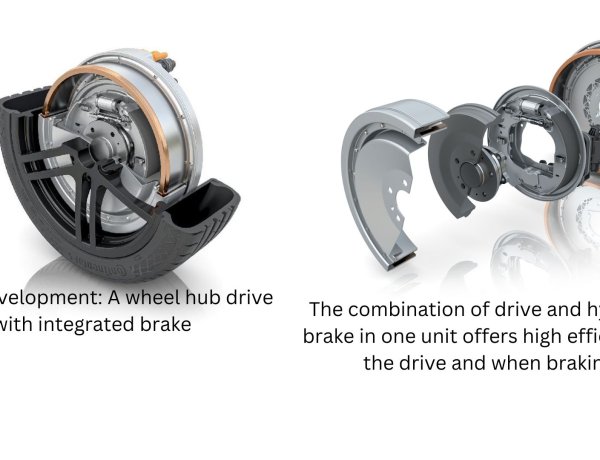 Continental
velopment: A wheel hub drive
with integrated brake
The combination of drive and hy
brake in one unit offers high effic
the drive and when brakin